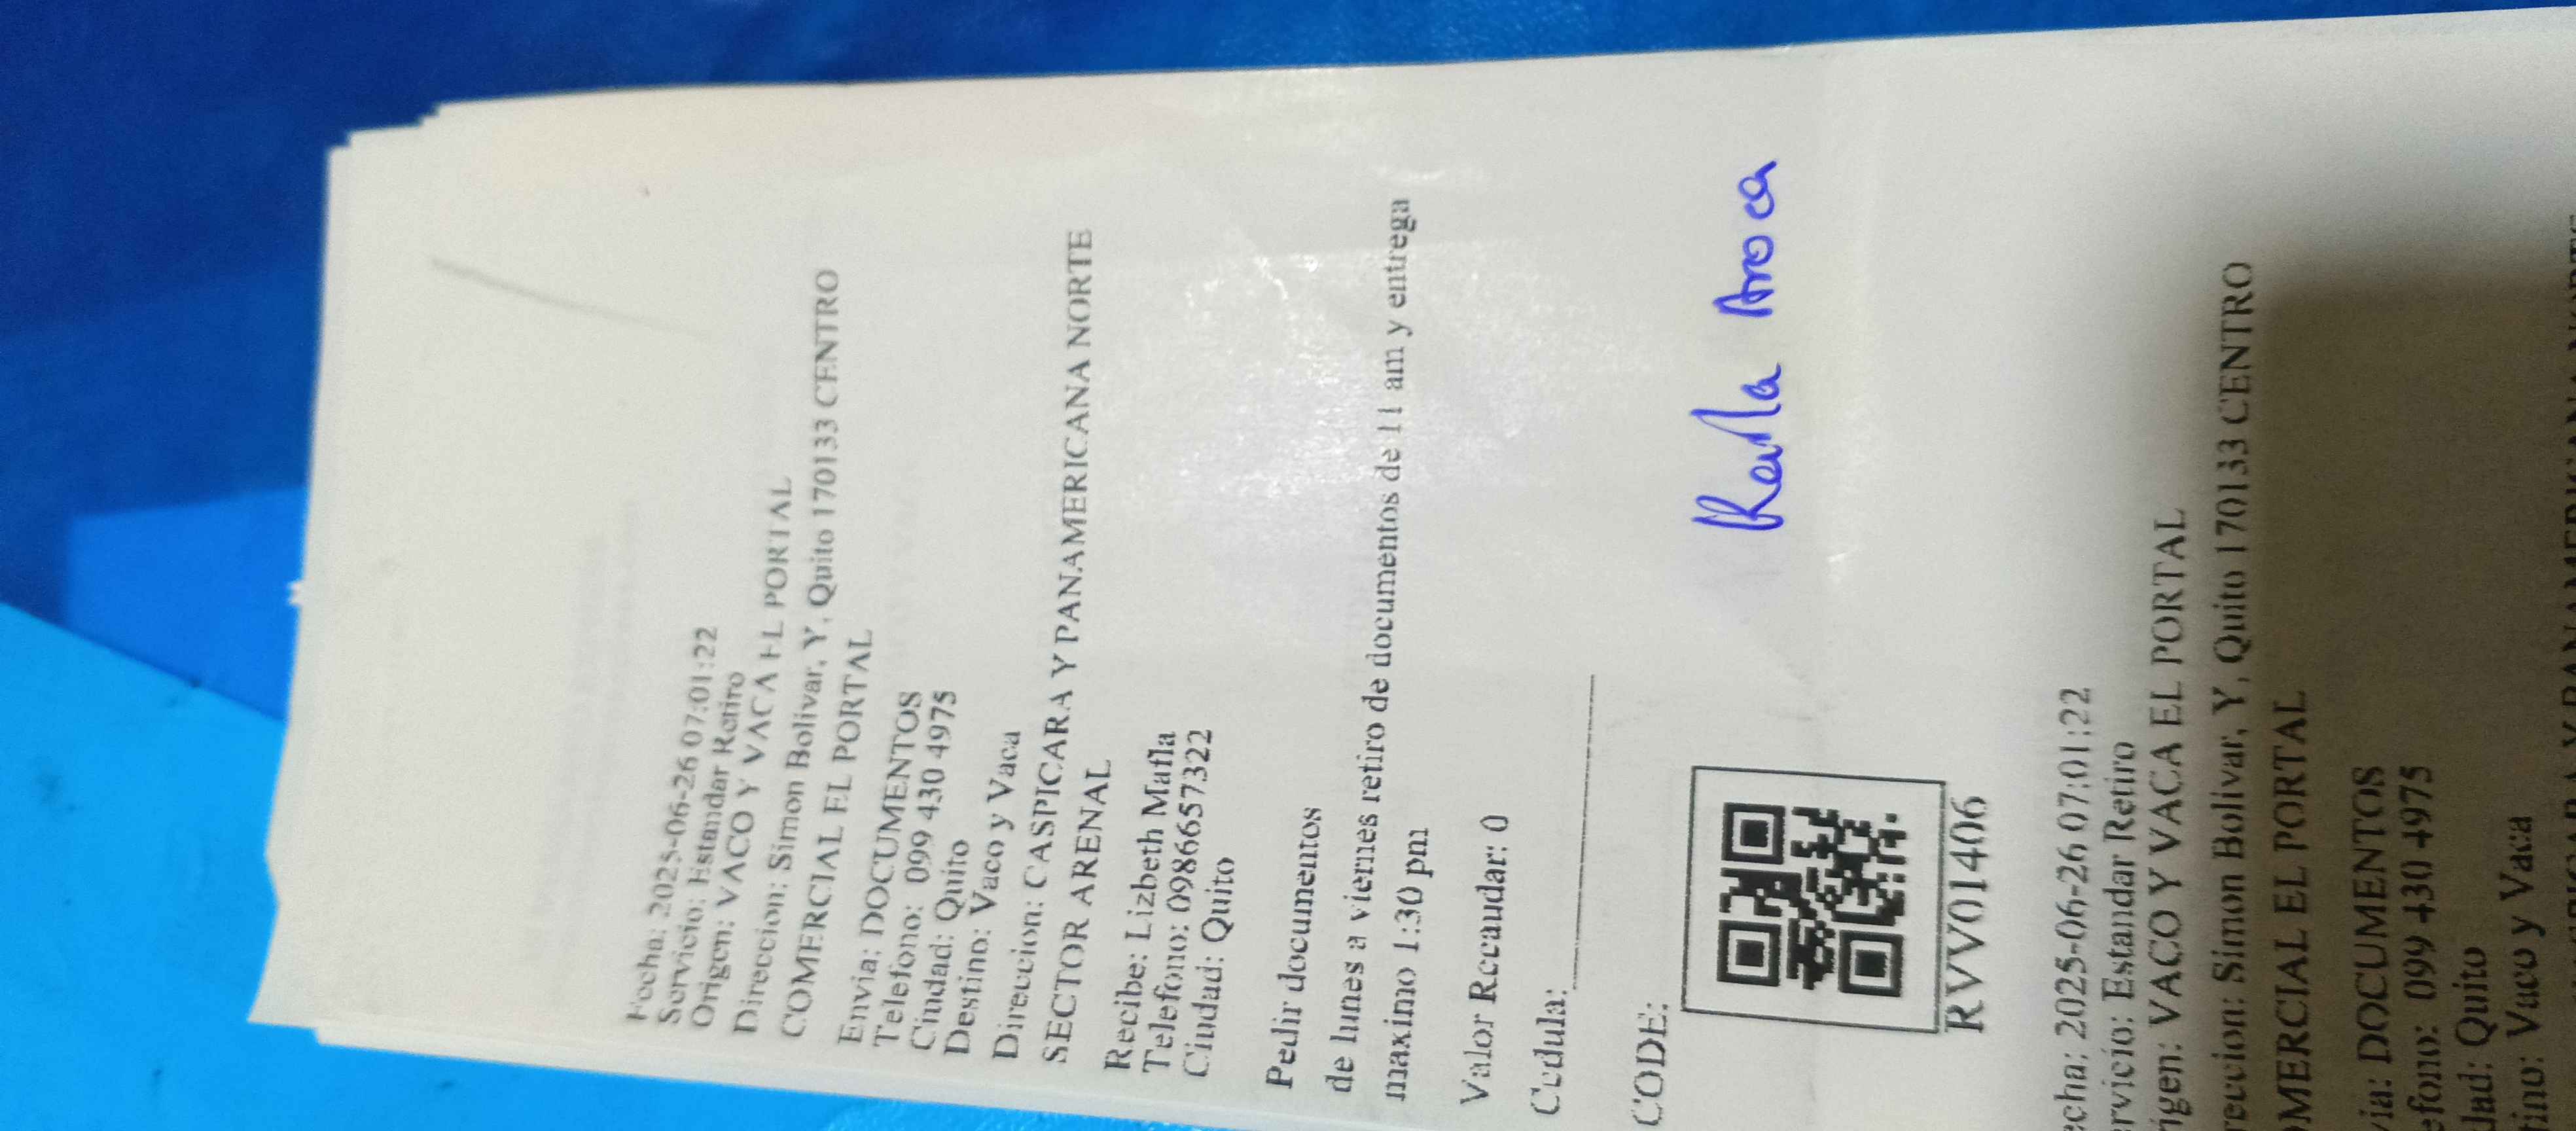 Fecha: 2025-06-26 07:01:22
Servicio: Estandar Retiro
Origen: VACO Y VACA EL PORTAL
Direccion: Simon Bolivar, Y, Quito 170133 CENTRO
COMERCIAL EL PORTAL
Envia: DOCUMENTOS
Telefono: 099 430 4975
Ciudad: Quito
Destino: Vaco y Vaca
Direccion: CASPICARA Y PANAMERICANA NORTE
SECTOR ARENAL
Recibe: Lizbeth Mafla
Telefono: 0986657322
Ciudad: Quito
Pedir documentos
de lunes a viernes retiro de documentos de 11 am y entrega
maximo 1:30 pm
Valor Recaudar: 0
Cedula:
CODE:
Karla Aroca
RVV01406
echa: 2025-06-26 07:01:22
ervicio: Estandar Retiro
rigen: VACO Y VACA EL PORTAL
reccion: Simon Bolivar, Y, Quito 170133 CENTRO
OMERCIAL EL PORTAL
via: DOCUMENTOS
efono: 099 430 4975
dad: Quito
tino: Vaco y Vaca